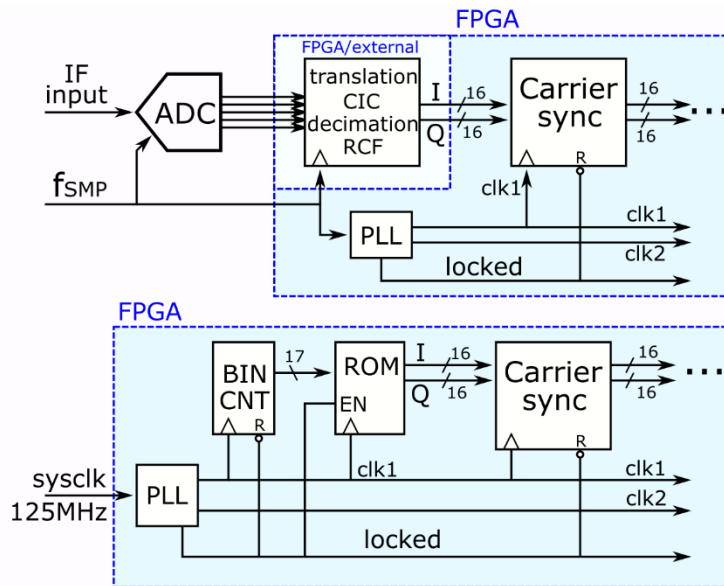 FPGA
FPGA/external
IF
input
ADC
translation
CIC
decimation
RCF
I
16
Q
16
Carrier
sync
R
16
16
...
fSMP
clk1
PLL
clk1
clk2
locked
FPGA
BIN
CNT
R
17
ROM
EN
I
16
Q
16
Carrier
sync
R
16
16
...
sysclk
125MHz
PLL
clk1
clk1
clk2
locked